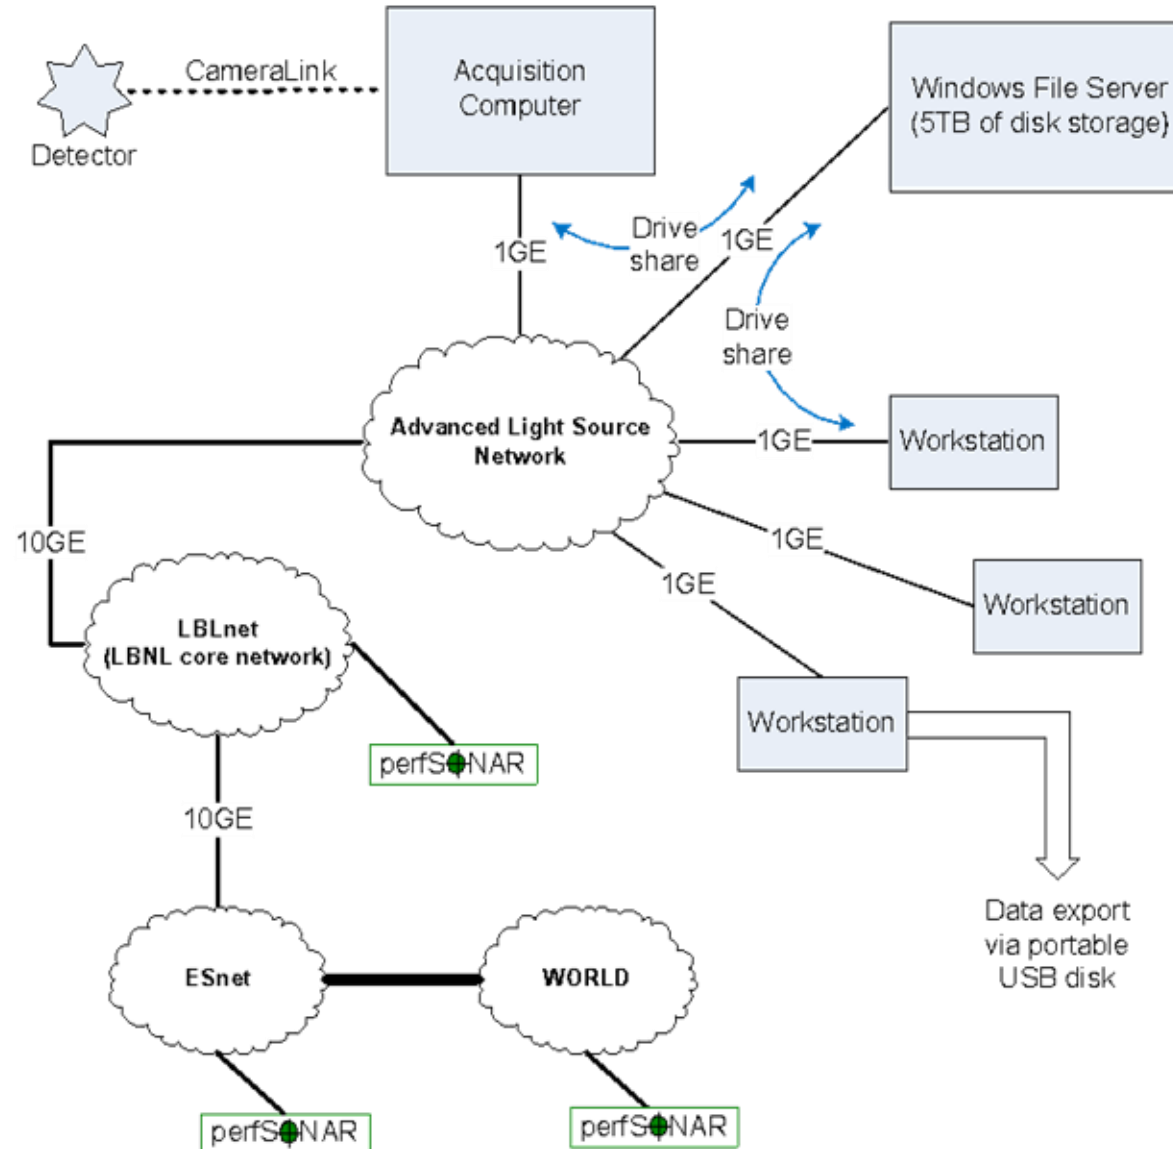 CameraLink
Detector
Acquisition
Computer
Windows File Server
(5TB of disk storage)
1GE
Drive
share
1GE
Drive
share
Advanced Light Source
Network
1GE
Workstation
1GE
Workstation
1GE
Workstation
10GE
LBLnet
(LBNL core network)
perfSONAR
10GE
Data export
via portable
USB disk
ESnet
WORLD
perfSONAR
perfSONAR